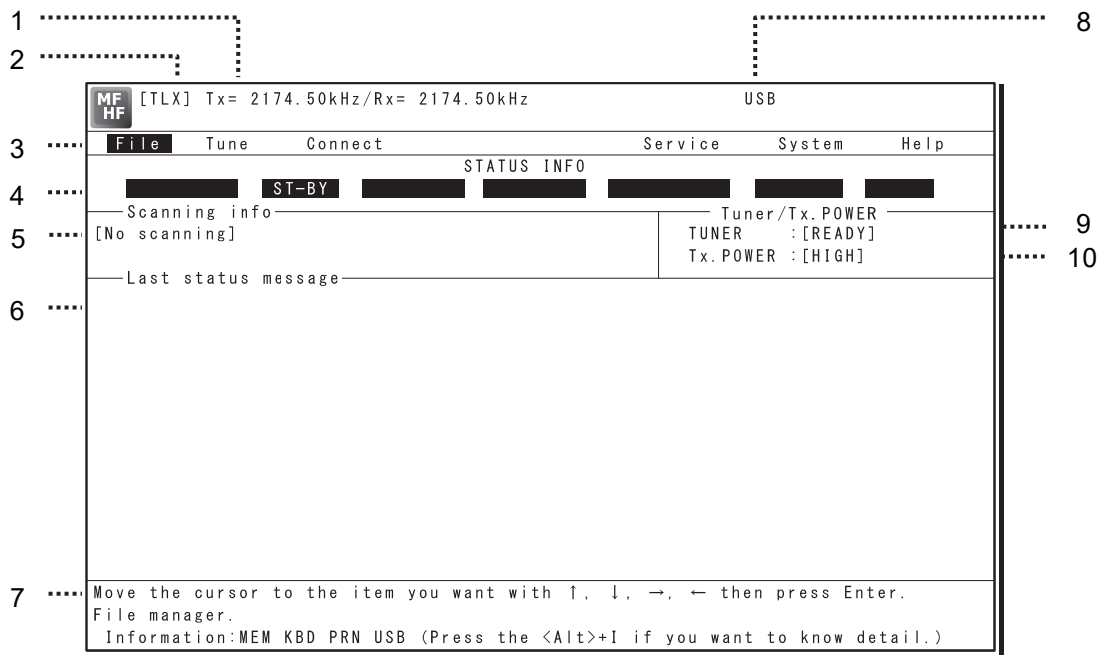 1
8
2
MF
HF
[TLX] Tx= 2174.50kHz/Rx= 2174.50kHz USB
3
File Tune Connect Service System Help
STATUS INFO
4
ST-BY
Scanning info Tuner/Tx.POWER
5
[No scanning] TUNER :[READY]
9
Tx.POWER :[HIGH]
10
Last status message
6
7
Move the cursor to the item you want with ↑, ↓, →, ← then press Enter.
File manager.
Information:MEM KBD PRN USB (Press the <Alt>+I if you want to know detail.)